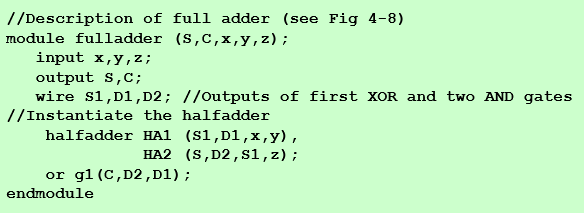 //Description of full adder (see Fig 4-8)
module fulladder (S,C,x,y,z);
input x,y,z;
output S,C;
wire S1,D1,D2; //Outputs of first XOR and two AND gates
//Instantiate the halfadder
halfadder HA1 (S1,D1,x,y),
HA2 (S,D2,S1,z);
or g1(C,D2,D1);
endmodule